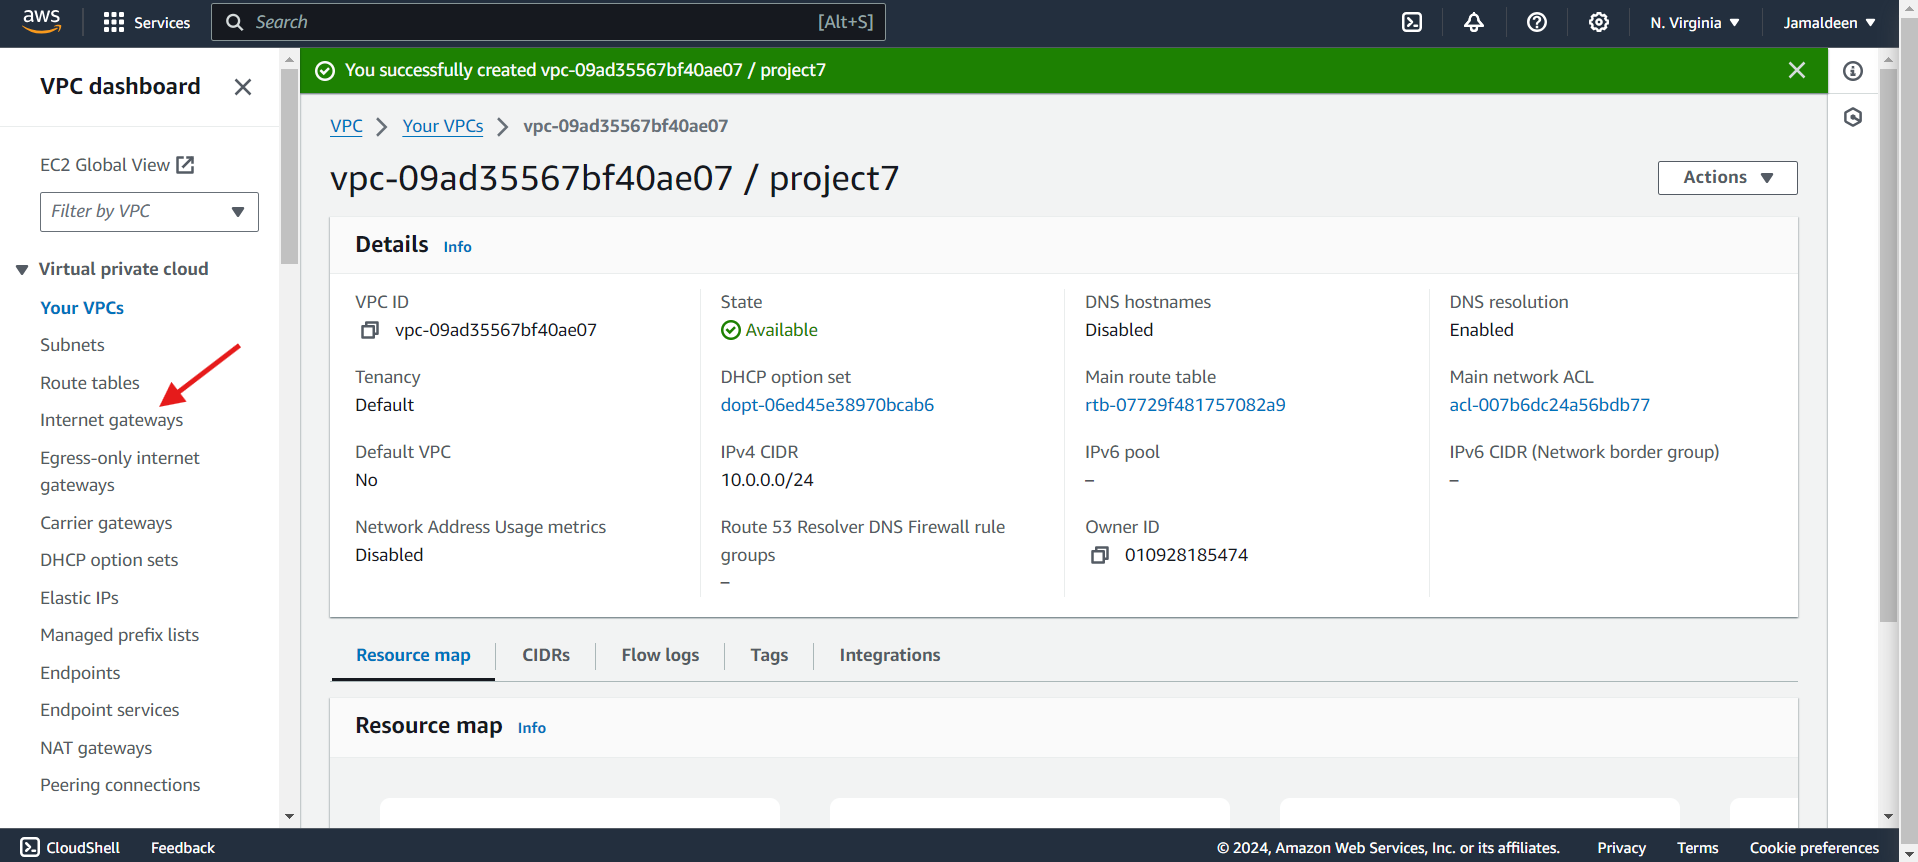 aws
Services
Search
[Alt+S]
N. Virginia
Jamaldeen
VPC dashboard
EC2 Global View
Filter by VPC
Virtual private cloud
Your VPCs
Subnets
Route tables
Internet gateways
Egress-only internet
gateways
Carrier gateways
DHCP option sets
Elastic IPs
Managed prefix lists
Endpoints
Endpoint services
NAT gateways
Peering connections
You successfully created vpc-09ad35567bf40ae07 / project7
VPC
Your VPCs
vpc-09ad35567bf40ae07
vpc-09ad35567bf40ae07 / project7
Actions
Details Info
VPC ID
vpc-09ad35567bf40ae07
State
Available
DNS hostnames
Disabled
DNS resolution
Enabled
Tenancy
Default
DHCP option set
dopt-06ed45e38970bcab6
Main route table
rtb-07729f481757082a9
Main network ACL
acl-007b6dc24a56bdb77
Default VPC
No
IPv4 CIDR
10.0.0.0/24
IPv6 pool
–
IPv6 CIDR (Network border group)
–
Network Address Usage metrics
Disabled
Route 53 Resolver DNS Firewall rule
groups
–
Owner ID
010928185474
Resource map
CIDRs
Flow logs
Tags
Integrations
Resource map Info
CloudShell
Feedback
© 2024, Amazon Web Services, Inc. or its affiliates.
Privacy
Terms
Cookie preferences